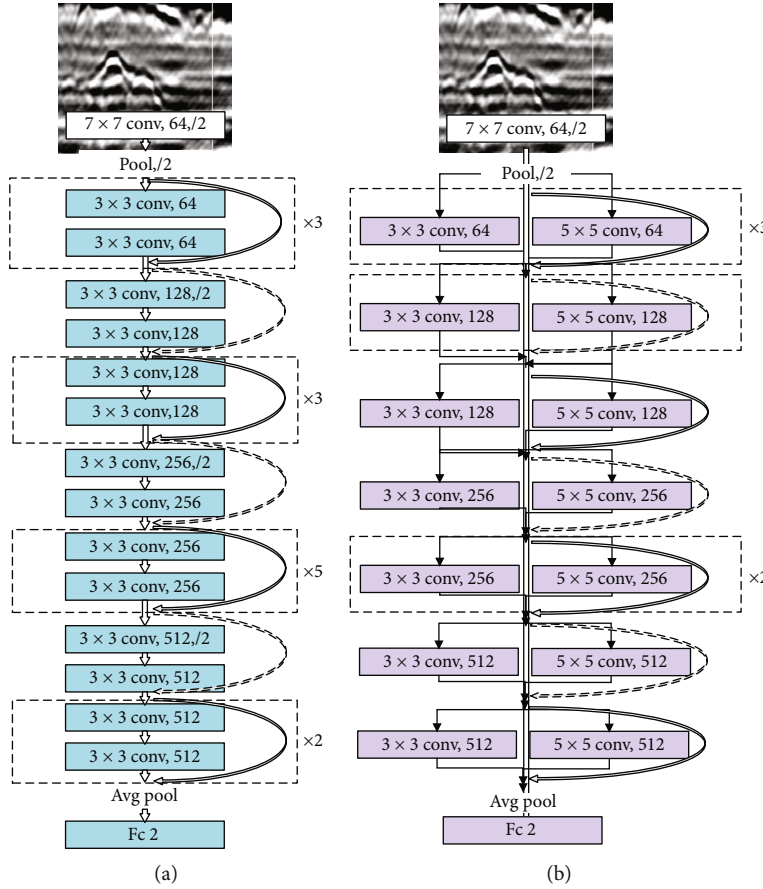 7 × 7 conv, 64,/2
Pool,/2
3 × 3 conv, 64
3 × 3 conv, 64
×3
3 × 3 conv, 128,/2
3 × 3 conv,128
3 × 3 conv,128
3 × 3 conv,128
×3
3 × 3 conv, 256,/2
3 × 3 conv, 256
3 × 3 conv, 256
3 × 3 conv, 256
×5
3 × 3 conv, 512,/2
3 × 3 conv, 512
3 × 3 conv, 512
3 × 3 conv, 512
×2
Avg pool
Fc 2
(a)
7 × 7 conv, 64,/2
Pool,/2
3 × 3 conv, 64
5 × 5 conv, 64
×3
3 × 3 conv, 128
5 × 5 conv, 128
×3
3 × 3 conv, 128
5 × 5 conv, 128
3 × 3 conv, 256
5 × 5 conv, 256
3 × 3 conv, 256
5 × 5 conv, 256
×2
3 × 3 conv, 512
5 × 5 conv, 512
3 × 3 conv, 512
5 × 5 conv, 512
Avg pool
Fc 2
(b)